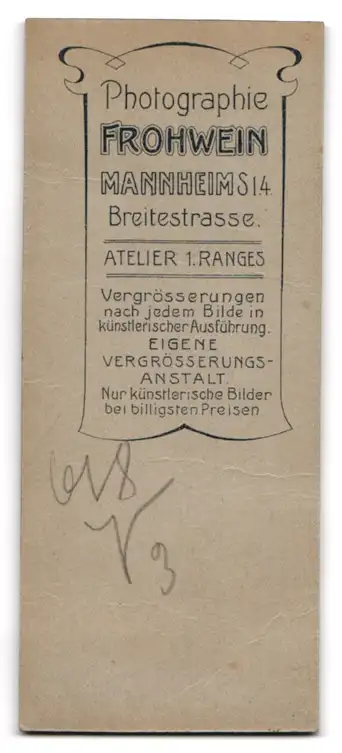 Photographie
FROHWEIN
MANNHEIM S 1 4.
Breitestrasse.
ATELIER 1. RANGES
Vergrösserungen
nach jedem Bilde in
künstlerischer Ausführung.
EIGENE
VERGRÖSSERUNGS-
ANSTALT.
Nur künstlerische Bilder
bei billigsten Preisen
3